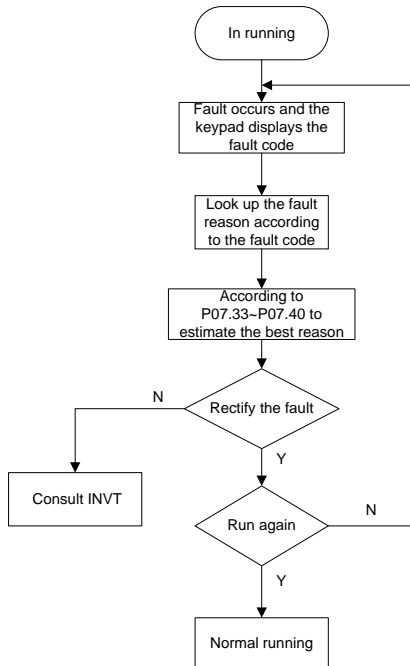 In running
Fault occurs and the
keypad displays the
fault code
Look up the fault
reason according
to the fault code
According to
P07.33~P07.40 to
estimate the best reason
N
Rectify the fault
Y
Consult INVT
Run again
N
Y
Normal running